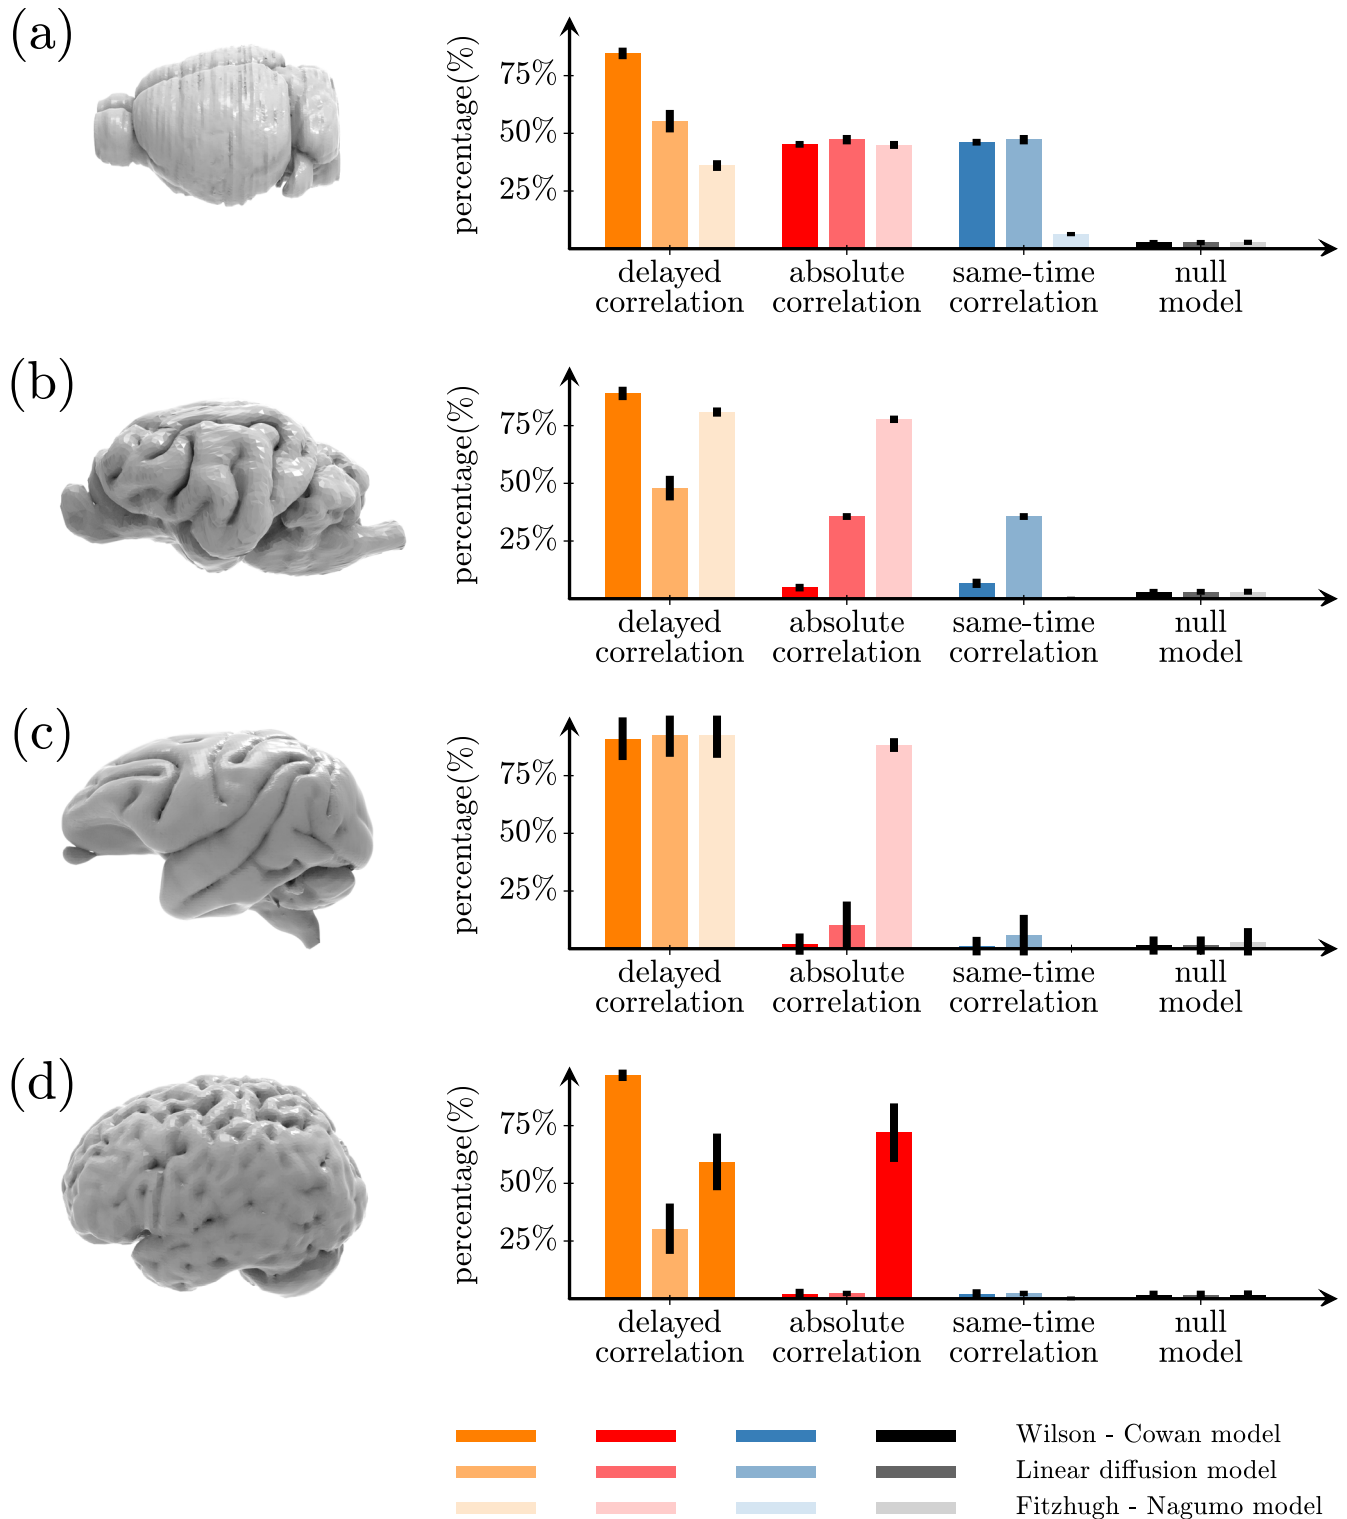 (a)
percentage(%)
75%
50%
25%
delayed correlation
absolute correlation
same-time correlation
null model
(b)
percentage(%)
75%
50%
25%
delayed correlation
absolute correlation
same-time correlation
null model
(c)
percentage(%)
75%
50%
25%
delayed correlation
absolute correlation
same-time correlation
null model
(d)
percentage(%)
75%
50%
25%
delayed correlation
absolute correlation
same-time correlation
null model
Wilson - Cowan model
Linear diffusion model
Fitzhugh - Nagumo model